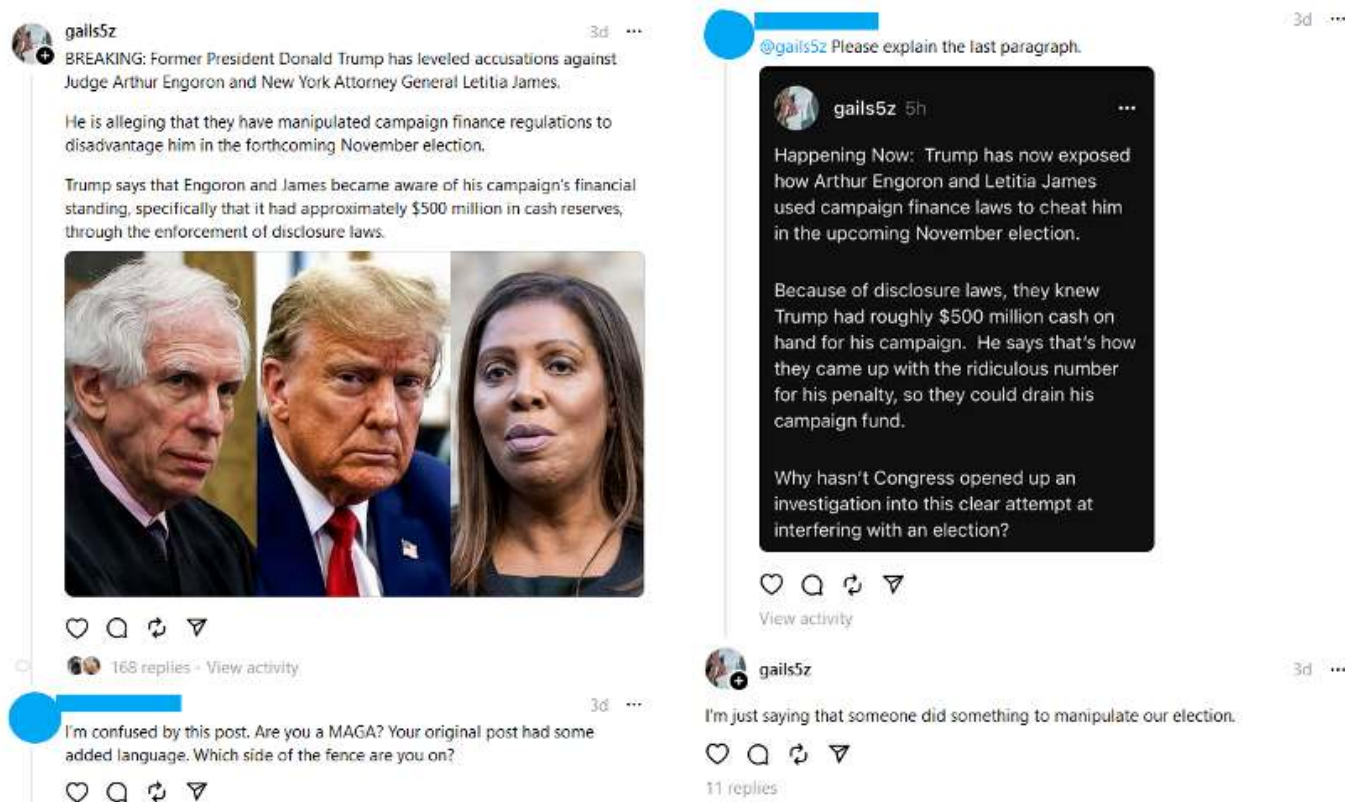 gails5z
3d ...
BREAKING: Former President Donald Trump has leveled accusations against
Judge Arthur Engoron and New York Attorney General Letitia James.
He is alleging that they have manipulated campaign finance regulations to
disadvantage him in the forthcoming November election.
Trump says that Engoron and James became aware of his campaign's financial
standing, specifically that it had approximately $500 million in cash reserves,
through the enforcement of disclosure laws.
168 replies - View activity
3d ...
I'm confused by this post. Are you a MAGA? Your original post had some
added language. Which side of the fence are you on?
3d ...
@gails5z Please explain the last paragraph.
gails5z 5h ...
Happening Now: Trump has now exposed
how Arthur Engoron and Letitia James
used campaign finance laws to cheat him
in the upcoming November election.
Because of disclosure laws, they knew
Trump had roughly $500 million cash on
hand for his campaign. He says that's how
they came up with the ridiculous number
for his penalty, so they could drain his
campaign fund.
Why hasn't Congress opened up an
investigation into this clear attempt at
interfering with an election?
View activity
gails5z
3d ...
I'm just saying that someone did something to manipulate our election.
11 replies